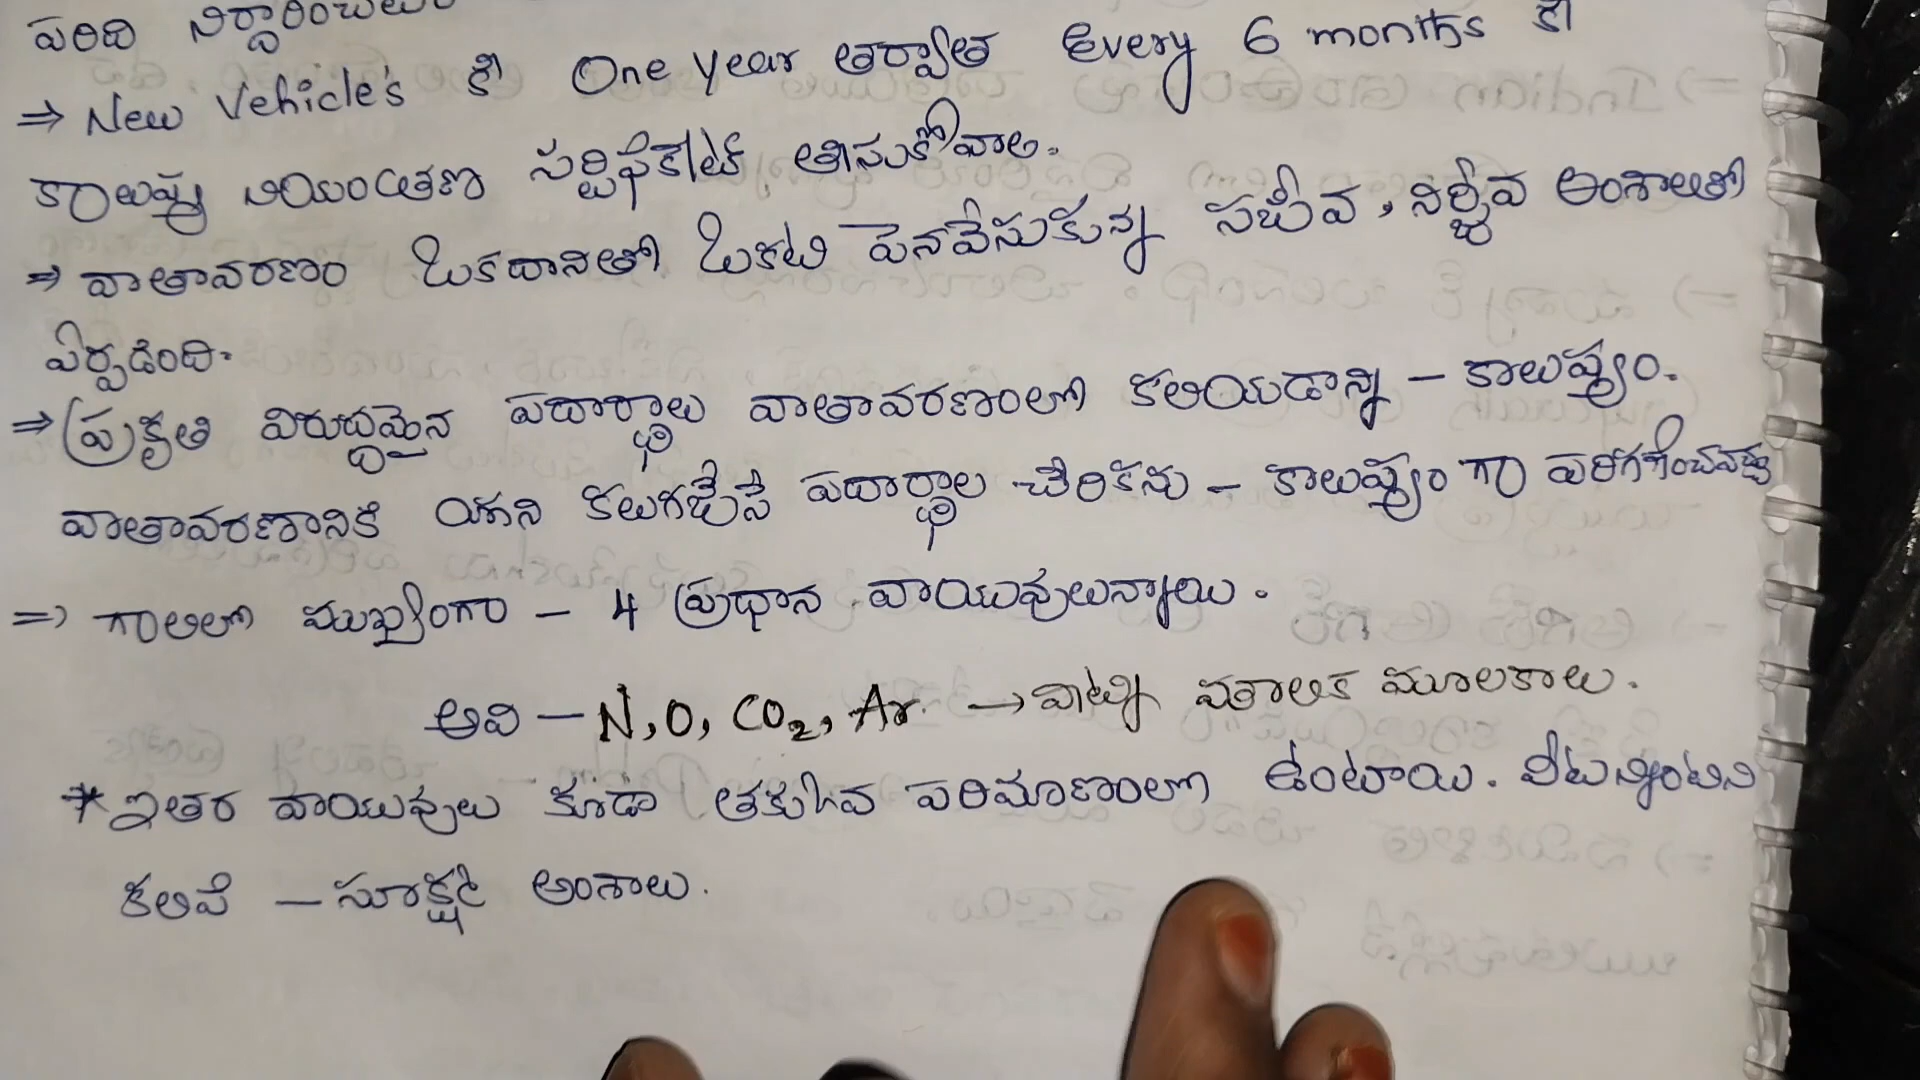 పరిది నిర్దారించటం
⇒ New Vehicle's కి One year తర్వాత Every 6 months కి
కాలుష్య నియంత్రణ సర్టిఫికేట్ తీసుకోవాలి.
⇒ వాతావరణం ఒకదానితో ఒకటి పెనవేసుకున్న సజీవ, నిర్జీవ అంశాలతో
ఏర్పడింది.
⇒ ప్రకృతి విరుద్ధమైన పదార్థాలు వాతావరణంలో కలియడాన్ని – కాలుష్యం.
వాతావరణానికి హాని కలుగజేసే పదార్థాల చేరికను – కాలుష్యం గా పరిగణించవచ్చు
⇒ గాలిలో ముఖ్యంగా – 4 ప్రధాన వాయువులున్నాయి.
అవి – N, O, CO₂, Ar. → వాటిని మూలకాలు.
* ఇతర వాయువులు కూడా తక్కువ పరిమాణంలో ఉంటాయి. వీటన్నింటిని
కలిపి – సూక్ష్మ అంశాలు.